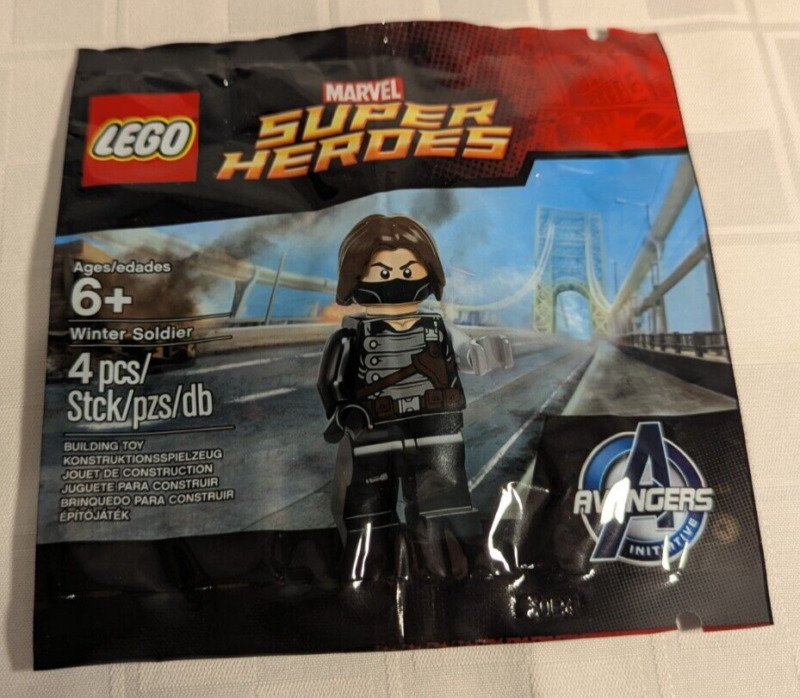 LEGO
MARVEL
SUPER
HEROES
Ages/edades
6+
Winter Soldier
4 pcs/
Stck/pzs/db
BUILDING TOY
KONSTRUKTIONSSPIELZEUG
JOUET DE CONSTRUCTION
JUGUETE PARA CONSTRUIR
BRINQUEDO PARA CONSTRUIR
ÉPÍTŐJÁTÉK
AVENGERS
INITIATIVE